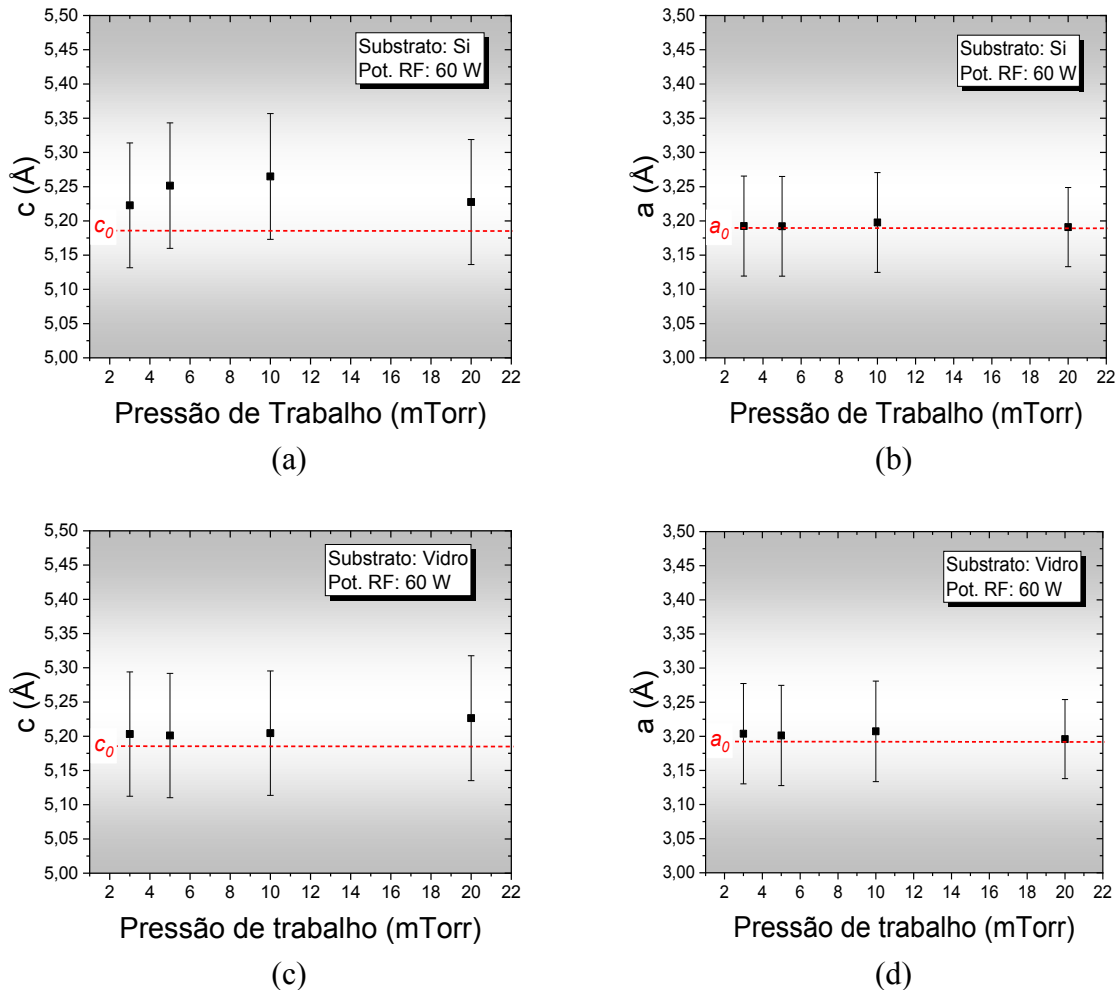 5,50
5,45
5,40
5,35
5,30
5,25
5,20
5,15
5,10
5,05
5,00
c (Å)
c0
Substrato: Si
Pot. RF: 60 W
2 4 6 8 10 12 14 16 18 20 22
Pressão de Trabalho (mTorr)
(a)
3,50
3,45
3,40
3,35
3,30
3,25
3,20
3,15
3,10
3,05
3,00
a (Å)
a0
Substrato: Si
Pot. RF: 60 W
2 4 6 8 10 12 14 16 18 20 22
Pressão de Trabalho (mTorr)
(b)
5,50
5,45
5,40
5,35
5,30
5,25
5,20
5,15
5,10
5,05
5,00
c (Å)
c0
Substrato: Vidro
Pot. RF: 60 W
2 4 6 8 10 12 14 16 18 20 22
Pressão de trabalho (mTorr)
(c)
3,50
3,45
3,40
3,35
3,30
3,25
3,20
3,15
3,10
3,05
3,00
a (Å)
a0
Substrato: Vidro
Pot. RF: 60 W
2 4 6 8 10 12 14 16 18 20 22
Pressão de trabalho (mTorr)
(d)